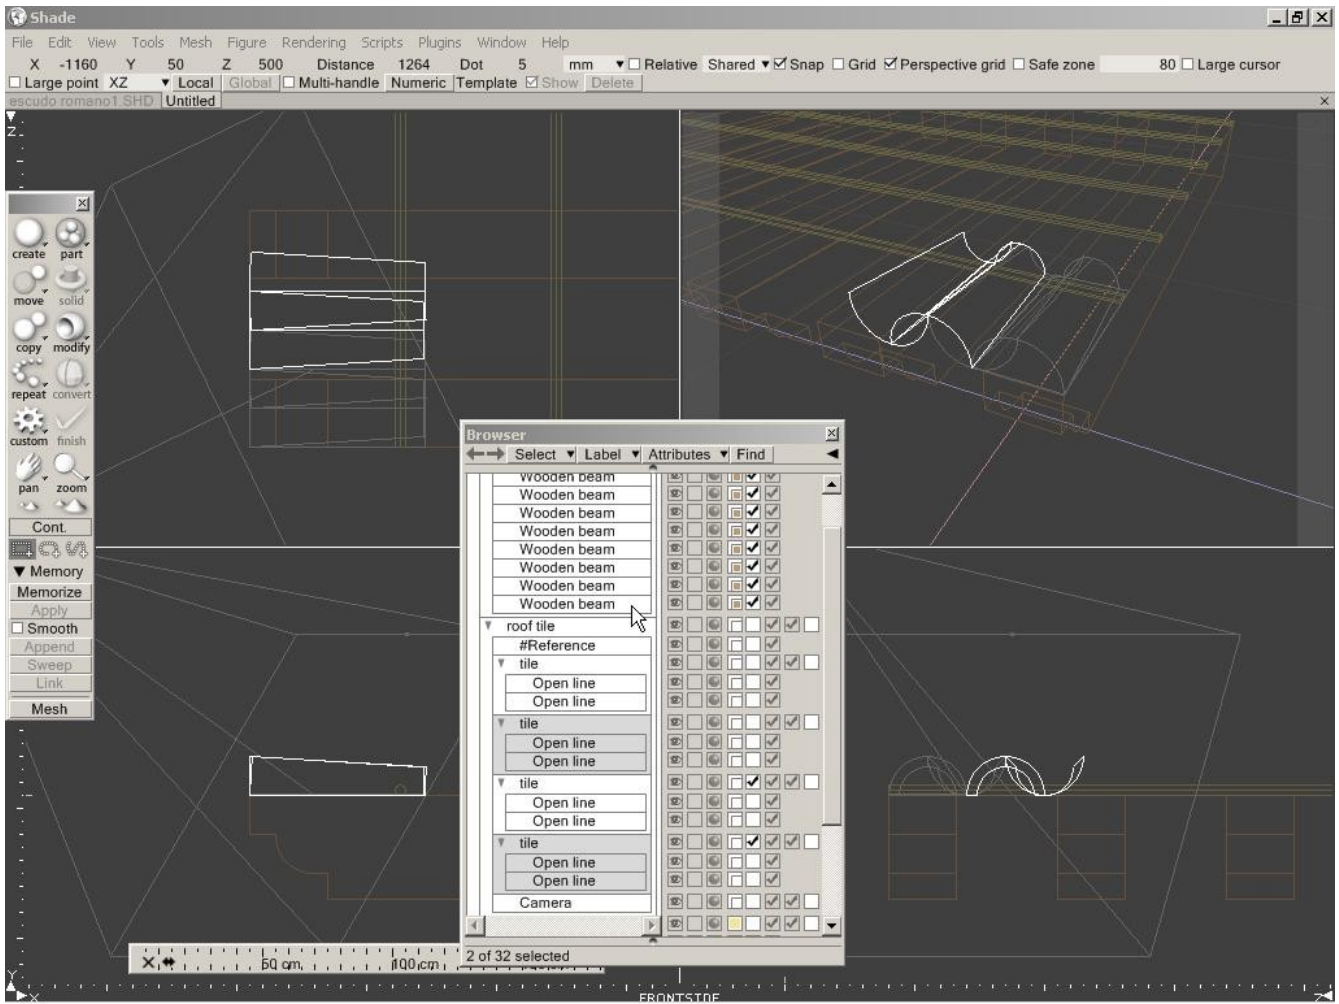 Shade
File Edit View Tools Mesh Figure Rendering Scripts Plugins Window Help
X -1160 Y 50 Z 500 Distance 1264 Dot 5 mm Relative Shared Snap Grid Perspective grid Safe zone 80 Large cursor
Large point XZ Local Global Multi-handle Numeric Template Show Delete
escudo romano1.SHD Untitled
Z
create part
move solid
copy modify
repeat convert
custom finish
pan zoom
Cont.
Memory
Memorize
Apply
Smooth
Append
Sweep
Link
Mesh
Browser
Select Label Attributes Find
Wooden beam
Wooden beam
Wooden beam
Wooden beam
Wooden beam
Wooden beam
Wooden beam
Wooden beam
roof tile
#Reference
tile
Open line
Open line
tile
Open line
Open line
tile
Open line
Open line
tile
Open line
Open line
Camera
2 of 32 selected
50 cm
100 cm
Y
X
FRONTSIDE
Z